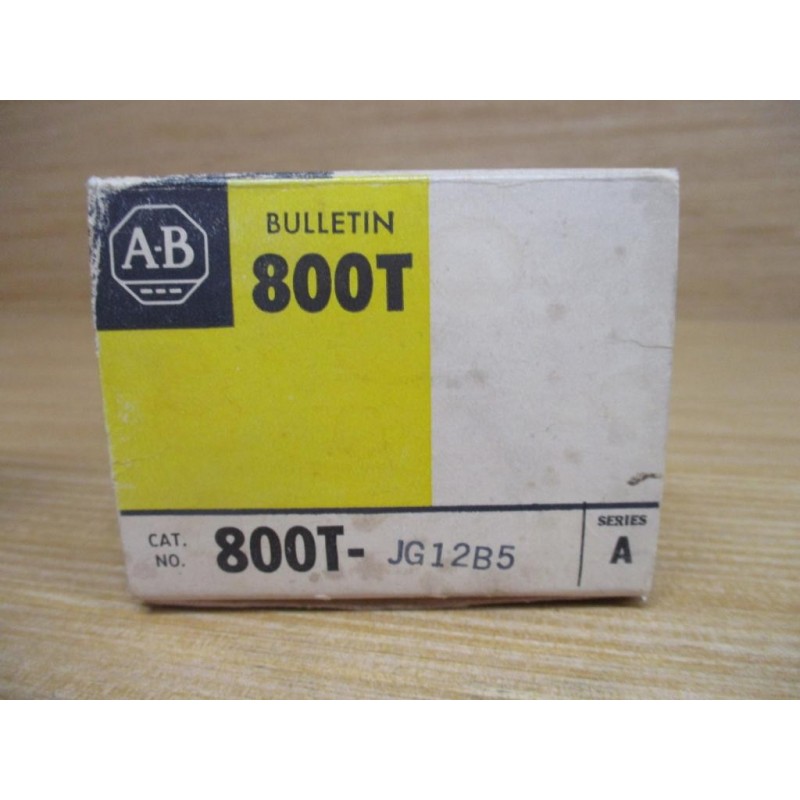 A-B
BULLETIN
800T
CAT. NO. 800T- JG12B5
SERIES
A